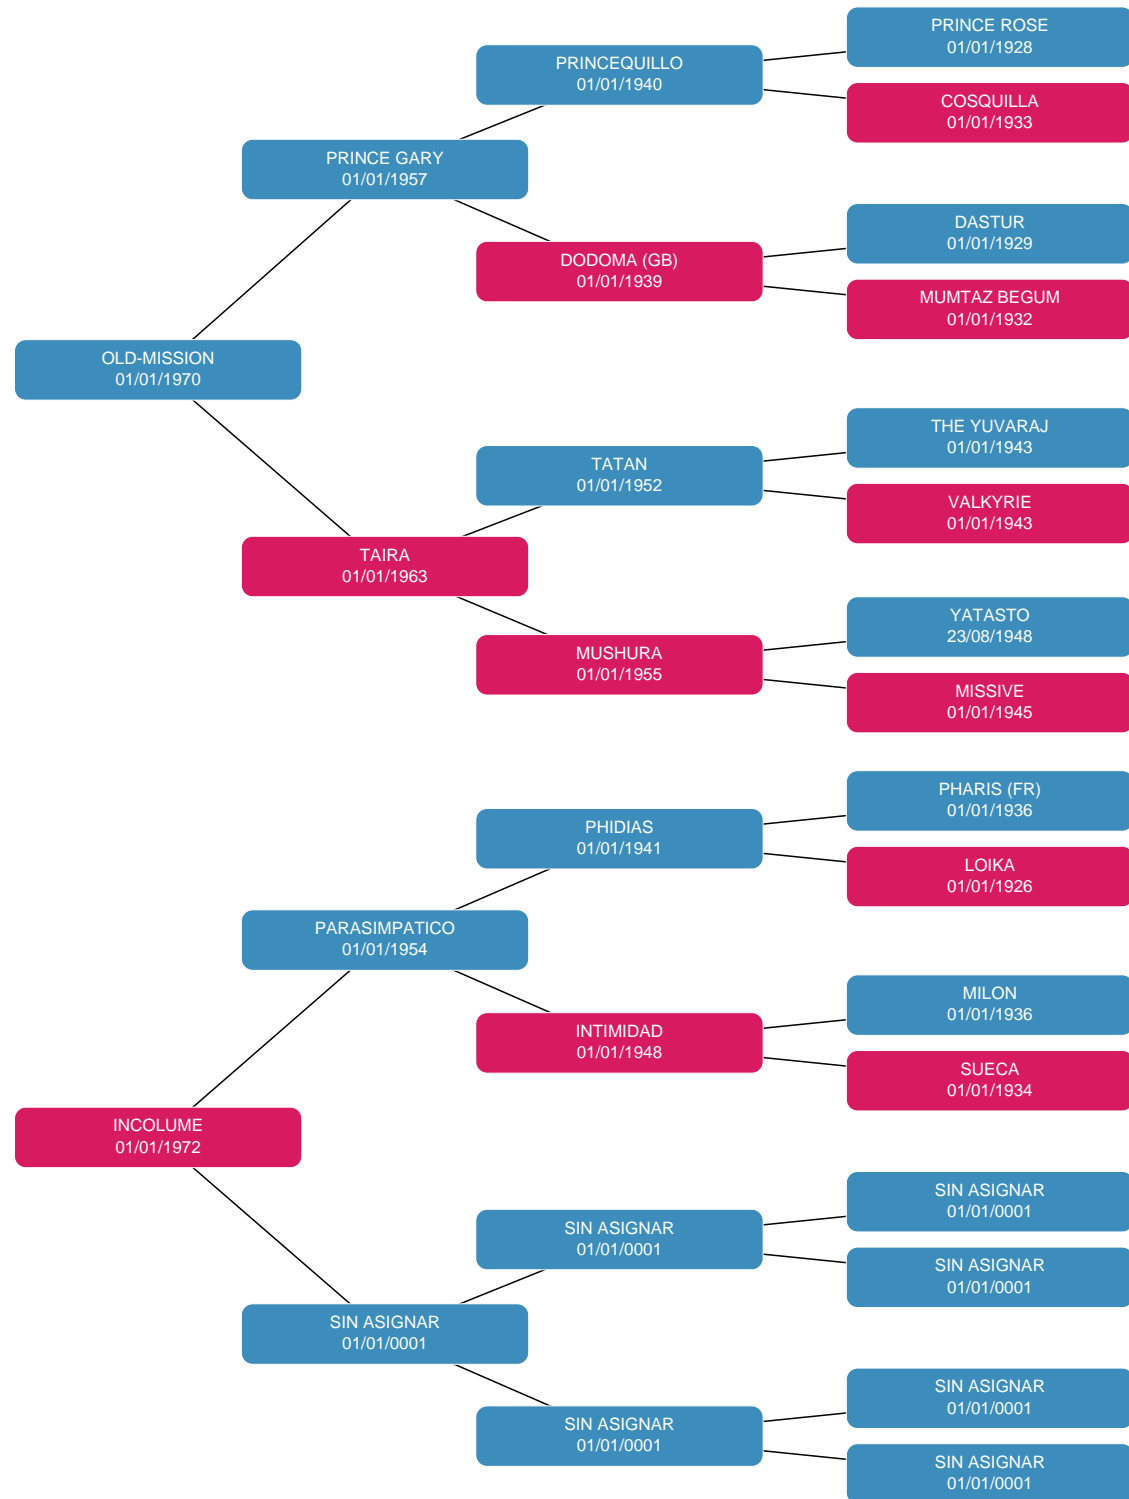 PRINCE ROSE
01/01/1928
PRINCEQUILLO
01/01/1940
COSQUILLA
01/01/1933
PRINCE GARY
01/01/1957
DASTUR
01/01/1929
DODOMA (GB)
01/01/1939
MUMTAZ BEGUM
01/01/1932
OLD-MISSION
01/01/1970
THE YUVARAJ
01/01/1943
TATAN
01/01/1952
VALKYRIE
01/01/1943
TAIRA
01/01/1963
YATASTO
23/08/1948
MUSHURA
01/01/1955
MISSIVE
01/01/1945
PHARIS (FR)
01/01/1936
PHIDIAS
01/01/1941
LOIKA
01/01/1926
PARASIMPATICO
01/01/1954
MILON
01/01/1936
INTIMIDAD
01/01/1948
SUECA
01/01/1934
INCOLUME
01/01/1972
SIN ASIGNAR
01/01/0001
SIN ASIGNAR
01/01/0001
SIN ASIGNAR
01/01/0001
SIN ASIGNAR
01/01/0001
SIN ASIGNAR
01/01/0001
SIN ASIGNAR
01/01/0001
SIN ASIGNAR
01/01/0001